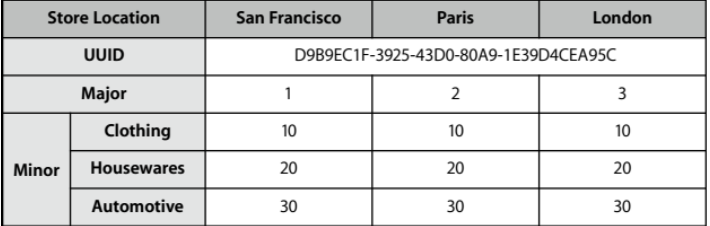 Store Location San Francisco Paris London
UUID D9B9EC1F-3925-43D0-80A9-1E39D4CEA95C
Major 1 2 3
Minor Clothing 10 10 10
Housewares 20 20 20
Automotive 30 30 30